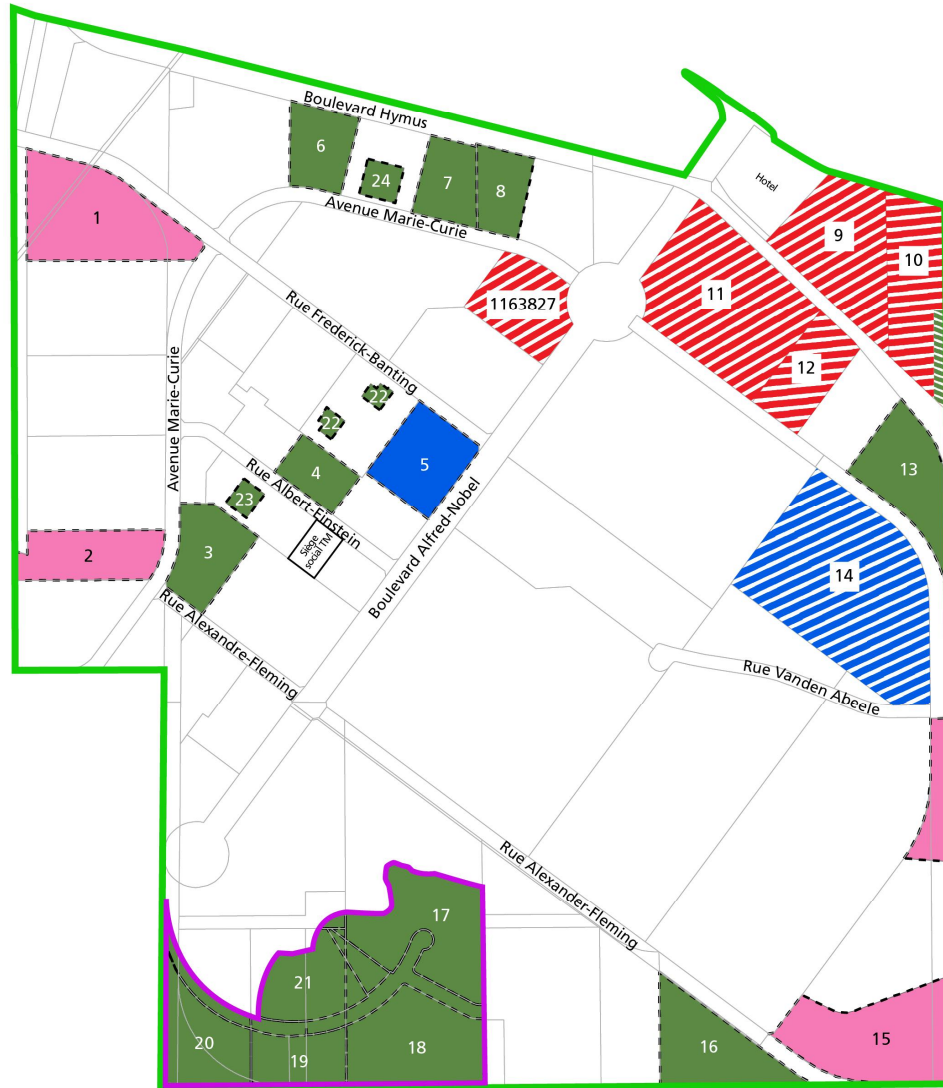 Boulevard Hymus
6
24
7
8
Hotel
Avenue Marie-Curie
1
9
10
11
1163827
12
Rue Frederick-Banting
Avenue Marie-Curie
22
22
5
4
13
Rue Albert-Einstein
23
Siège
social TM
Boulevard Alfred-Nobel
2
3
14
Rue Alexandre-Fleming
Rue Vanden Abeele
Rue Alexander-Fleming
17
21
20
19
18
16
15